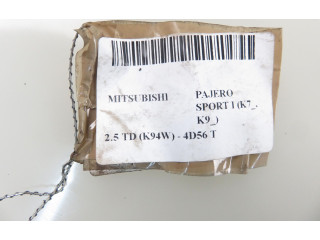 MITSUBISHI PAJERO
SPORT I (K7_,
K9_)
2.5 TD (K94W) - 4D56 T